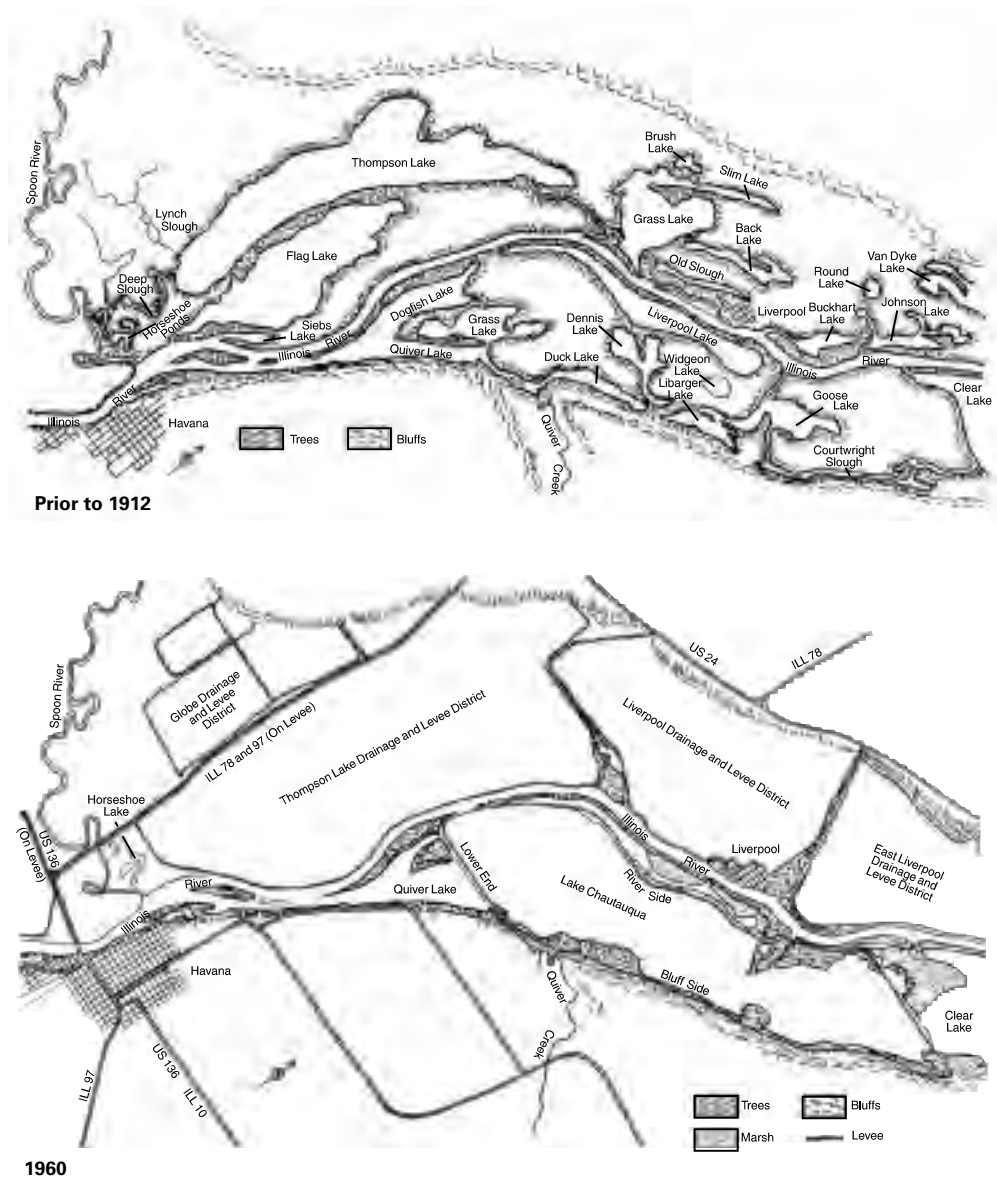 Spoon River
Thompson Lake
Brush
Lake
Slim Lake
Lynch
Slough
Grass Lake
Back
Lake
Flag Lake
Old Slough
Van Dyke
Lake
Round
Lake
Deep
Slough
Horseshoe
Ponds
Dogfish Lake
Liverpool
Buckhart
Lake
Johnson
Lake
Siebs
Lake
Grass
Lake
Dennis
Lake
Liverpool Lake
Illinois
River
Quiver Lake
Duck Lake
Widgeon
Lake
Libarger
Lake
Illinois
River
Clear
Lake
Goose
Lake
Illinois
River
Havana
Trees
Bluffs
Quiver
Creek
Courtwright
Slough
Prior to 1912
US 24
ILL 78
Spoon River
Globe Drainage
and Levee
District
ILL 78 and 97 (On Levee)
Thompson Lake Drainage and Levee District
Liverpool Drainage and Levee District
Horseshoe
Lake
US 136
(On Levee)
Illinois
River
Liverpool
East Liverpool
Drainage and
Levee District
Lower End
River Side
Lake Chautauqua
Quiver Lake
River
Illinois
Havana
Bluff Side
Quiver
Creek
Clear
Lake
US 136
ILL 10
ILL 97
Trees
Bluffs
Marsh
Levee
1960